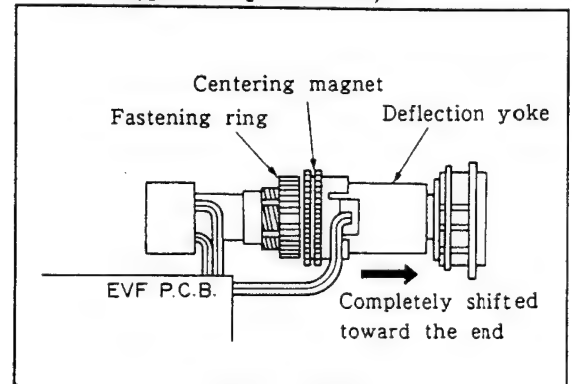 Centering magnet
Fastening ring
Deflection yoke
EVF P.C.B.
Completely shifted
toward the end